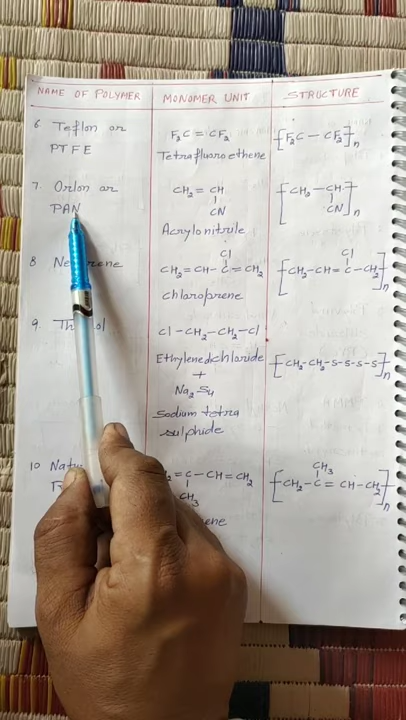 NAME OF POLYMER MONOMER UNIT STRUCTURE
6 Teflon or F₂C = CF₂ [F₂C — CF₂]n
PTFE Tetrafluoroethene
7. Orlon or CH₂ = CH [CH₂ — CH]n
PAN CN CN
Acrylonitrile
8 Cl Cl
CH₂=CH- C = CH₂ [CH₂-CH= C-CH₂]n
chloroprene
9. Cl-CH₂-CH₂-Cl
Ethylenedichloride [CH₂-CH₂-S-S-S-S]n
+
Na₂S₄
Sodium tetra
sulphide
10 = C - CH=CH₂ [CH₂-C = CH-CH₂]n
CH₃ CH₃